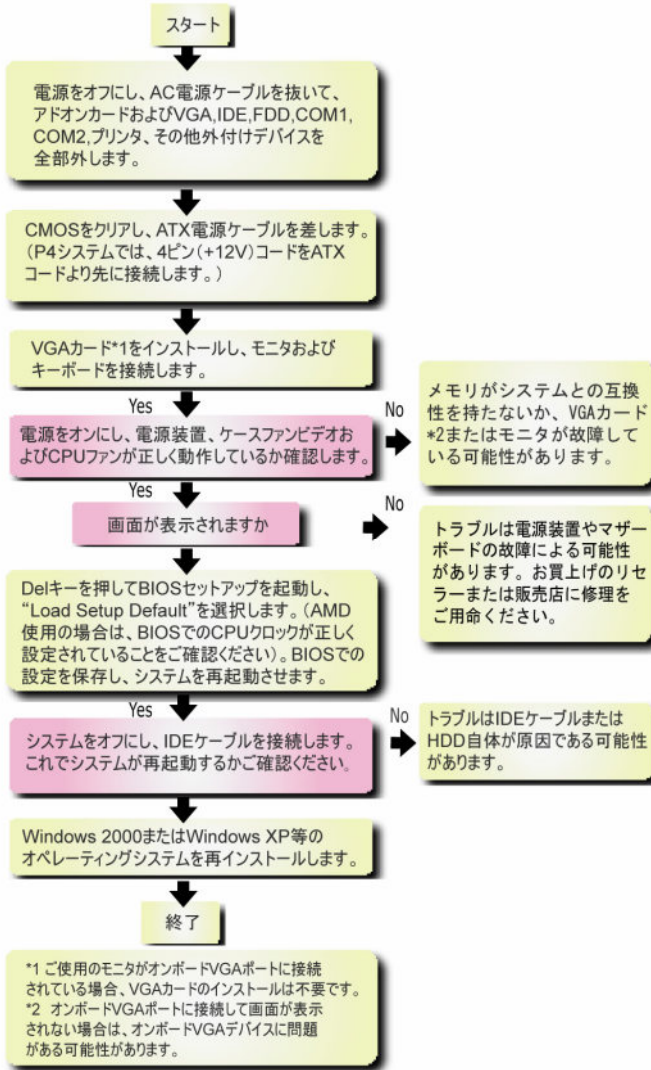 スタート
電源をオフにし、AC電源ケーブルを抜いて、
アドオンカードおよびVGA,IDE,FDD,COM1,
COM2,プリンタ、その他外付けデバイスを
全部外します。
CMOSをクリアし、ATX電源ケーブルを差します。
(P4システムでは、4ピン(+12V)コードをATX
コードより先に接続します。)
VGAカード*1をインストールし、モニタおよび
キーボードを接続します。
Yes
No
電源をオンにし、電源装置、ケースファンビデオお
よびCPUファンが正しく動作しているか確認します。
メモリがシステムとの互換
性を持たないか、VGAカード
*2またはモニタが故障して
いる可能性があります。
Yes
No
画面が表示されますか
トラブルは電源装置やマザー
ボードの故障による可能性
があります。お買上げのリセ
ラーまたは販売店に修理を
ご用命ください。
Delキーを押してBIOSセットアップを起動し、
“Load Setup Default”を選択します。(AMD
使用の場合は、BIOSでのCPUクロックが正しく
設定されていることをご確認ください)。BIOSでの
設定を保存し、システムを再起動させます。
Yes
No
システムをオフにし、IDEケーブルを接続します。
これでシステムが再起動するかご確認ください。
トラブルはIDEケーブルまたは
HDD自体が原因である可能性
があります。
Windows 2000またはWindows XP等の
オペレーティングシステムを再インストールします。
終了
*1 ご使用のモニタがオンボードVGAポートに接続
されている場合、VGAカードのインストールは不要です。
*2 オンボードVGAポートに接続して画面が表示
されない場合は、オンボードVGAデバイスに問題
がある可能性があります。